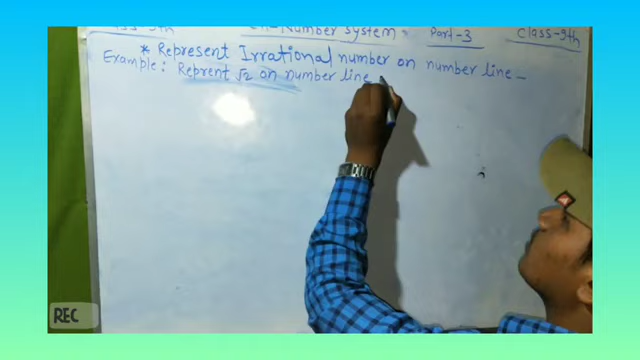 Number system Part-3 Class-9th
* Represent Irrational number on number line -
Example: Reprent √2 on number line
REC